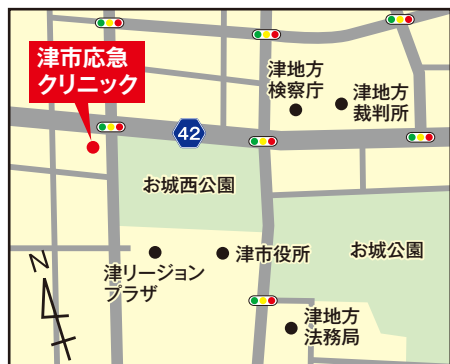 津市応急
クリニック
津地方
検察庁
津地方
裁判所
42
お城西公園
津リージョン
プラザ
津市役所
お城公園
津地方
法務局
N